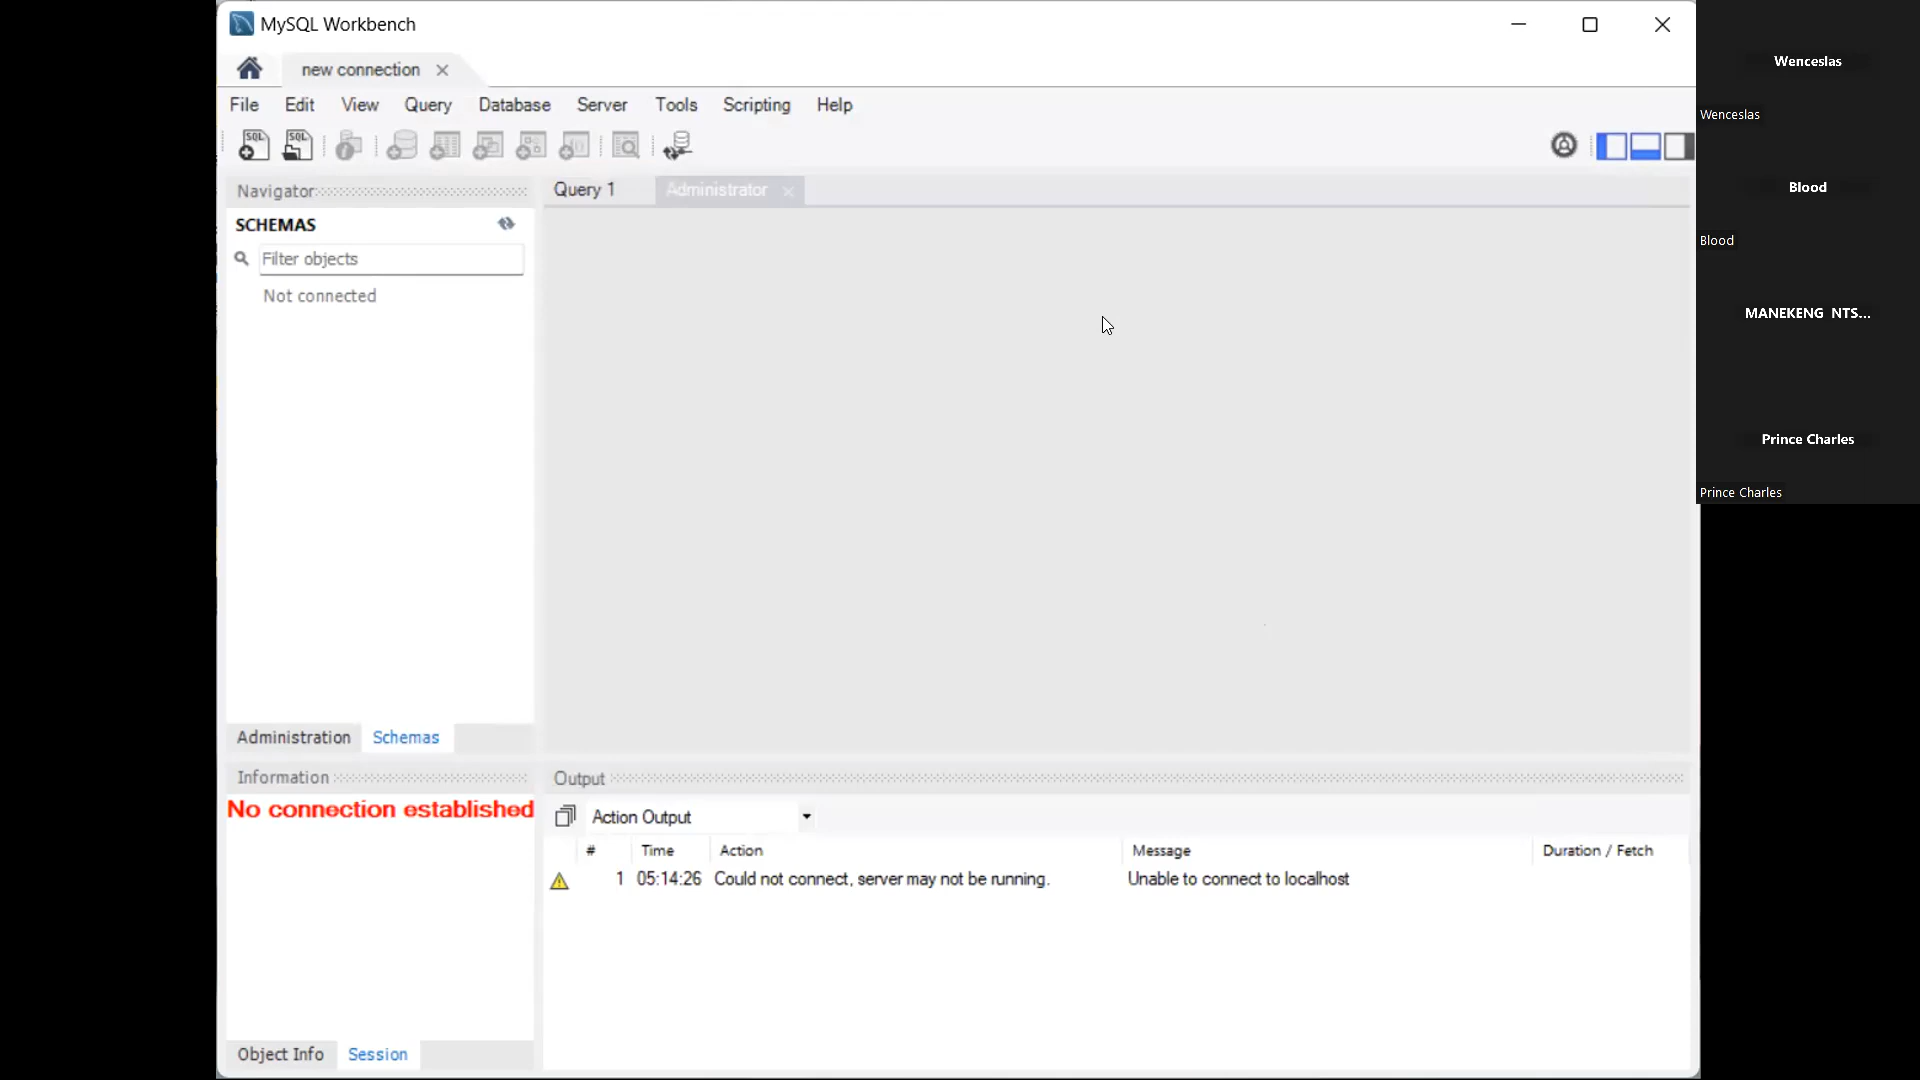 MySQL Workbench
new connection
File Edit View Query Database Server Tools Scripting Help
SQL SQL
Navigator
SCHEMAS
Filter objects
Not connected
Administration Schemas
Information
No connection established
Object Info Session
Query 1 Administrator
Output
Action Output
# Time Action Message Duration / Fetch
1 05:14:26 Could not connect, server may not be running. Unable to connect to localhost
Wenceslas
Wenceslas
Blood
Blood
MANEKENG NTS...
Prince Charles
Prince Charles